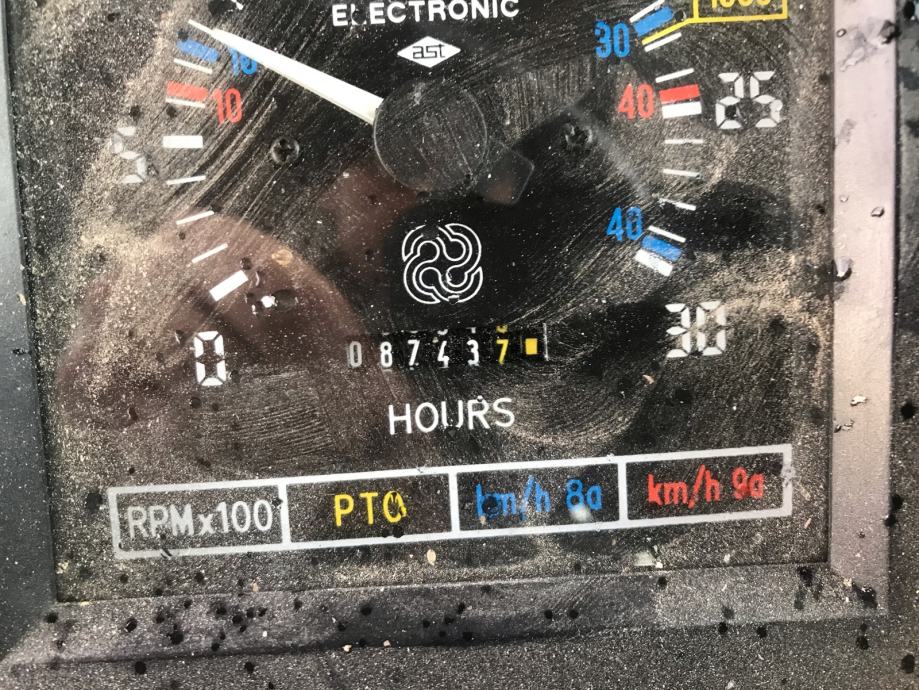 ELECTRONIC
ast
30
10
10
40
25
5
40
0
30
087437
HOURS
RPMx100 PTO km/h 8a km/h 9a